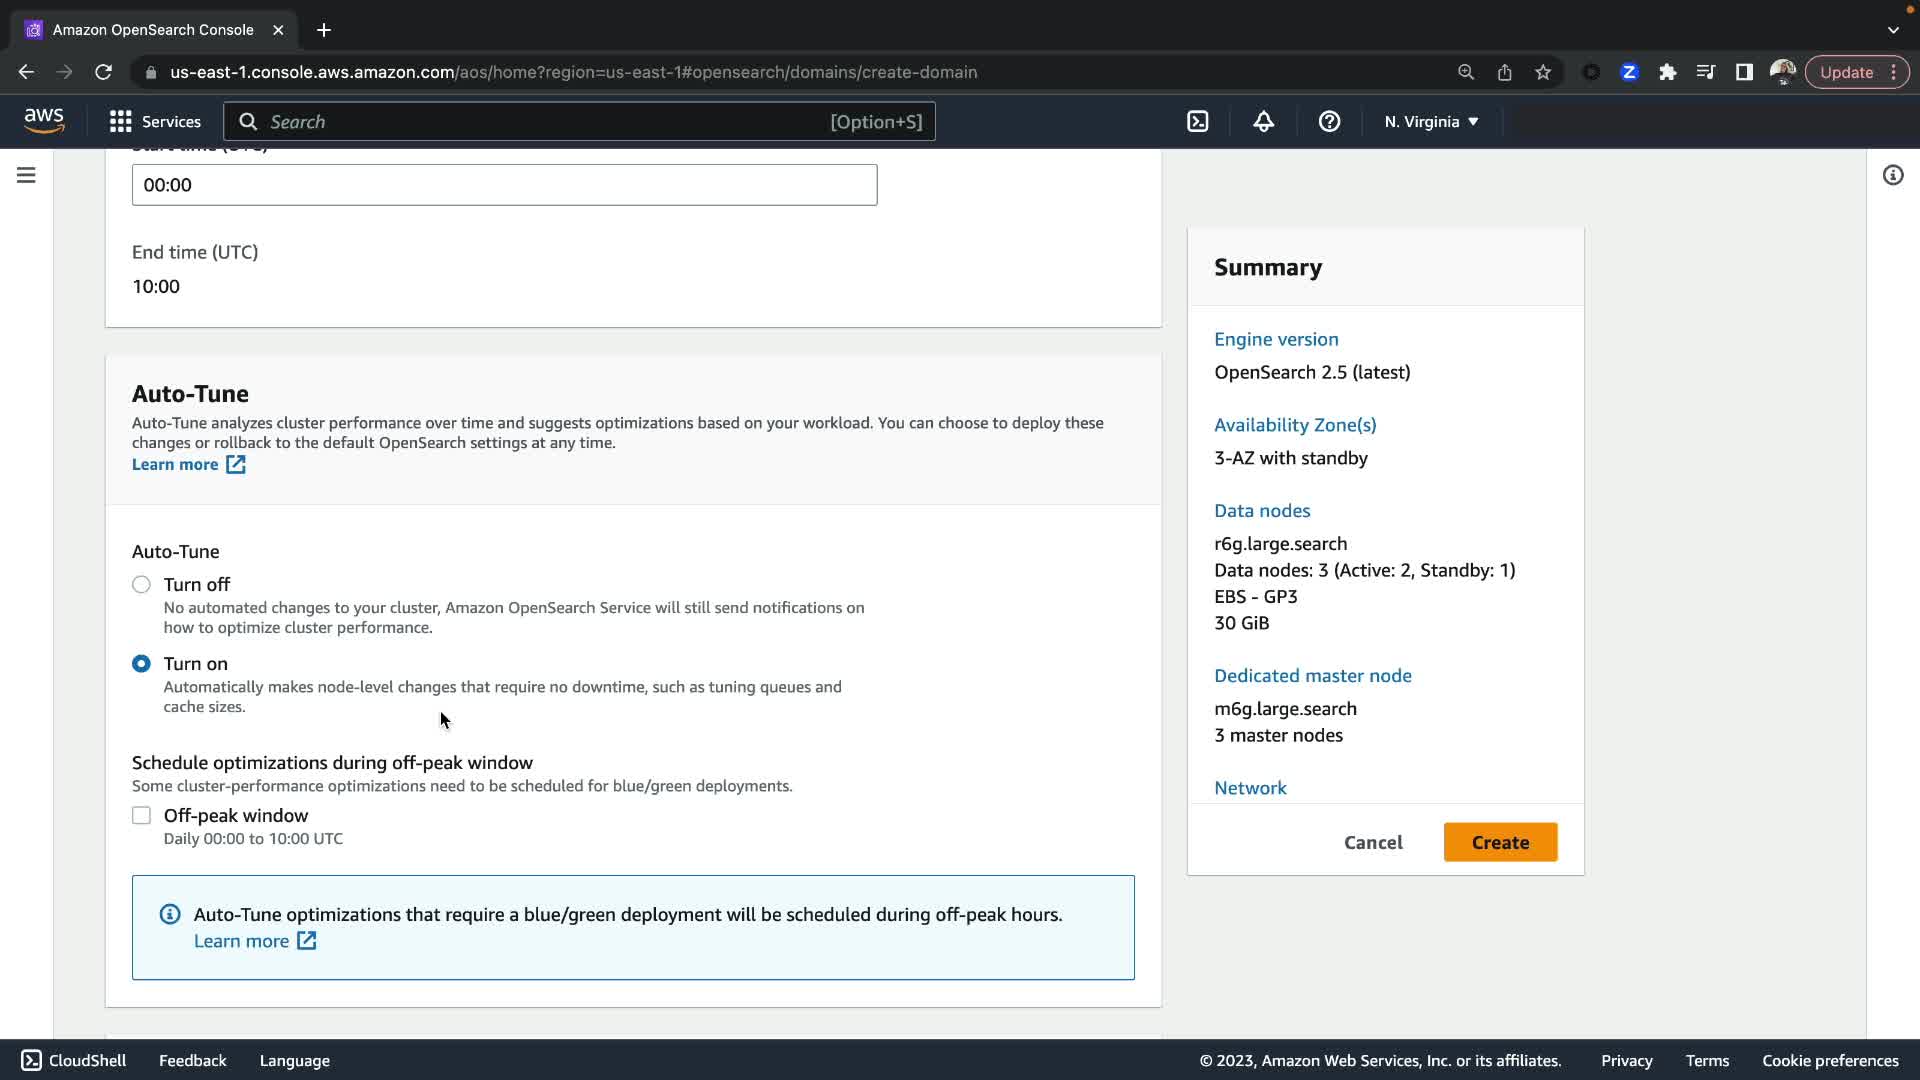 Amazon OpenSearch Console
us-east-1.console.aws.amazon.com/aos/home?region=us-east-1#opensearch/domains/create-domain
Z
Update
aws
Services
Search
[Option+S]
N. Virginia
Start time (UTC)
00:00
End time (UTC)
10:00
Auto-Tune
Auto-Tune analyzes cluster performance over time and suggests optimizations based on your workload. You can choose to deploy these
changes or rollback to the default OpenSearch settings at any time.
Learn more
Auto-Tune
Turn off
No automated changes to your cluster, Amazon OpenSearch Service will still send notifications on
how to optimize cluster performance.
Turn on
Automatically makes node-level changes that require no downtime, such as tuning queues and
cache sizes.
Schedule optimizations during off-peak window
Some cluster-performance optimizations need to be scheduled for blue/green deployments.
Off-peak window
Daily 00:00 to 10:00 UTC
Auto-Tune optimizations that require a blue/green deployment will be scheduled during off-peak hours.
Learn more
Summary
Engine version
OpenSearch 2.5 (latest)
Availability Zone(s)
3-AZ with standby
Data nodes
r6g.large.search
Data nodes: 3 (Active: 2, Standby: 1)
EBS - GP3
30 GiB
Dedicated master node
m6g.large.search
3 master nodes
Network
Cancel
Create
CloudShell
Feedback
Language
© 2023, Amazon Web Services, Inc. or its affiliates.
Privacy
Terms
Cookie preferences